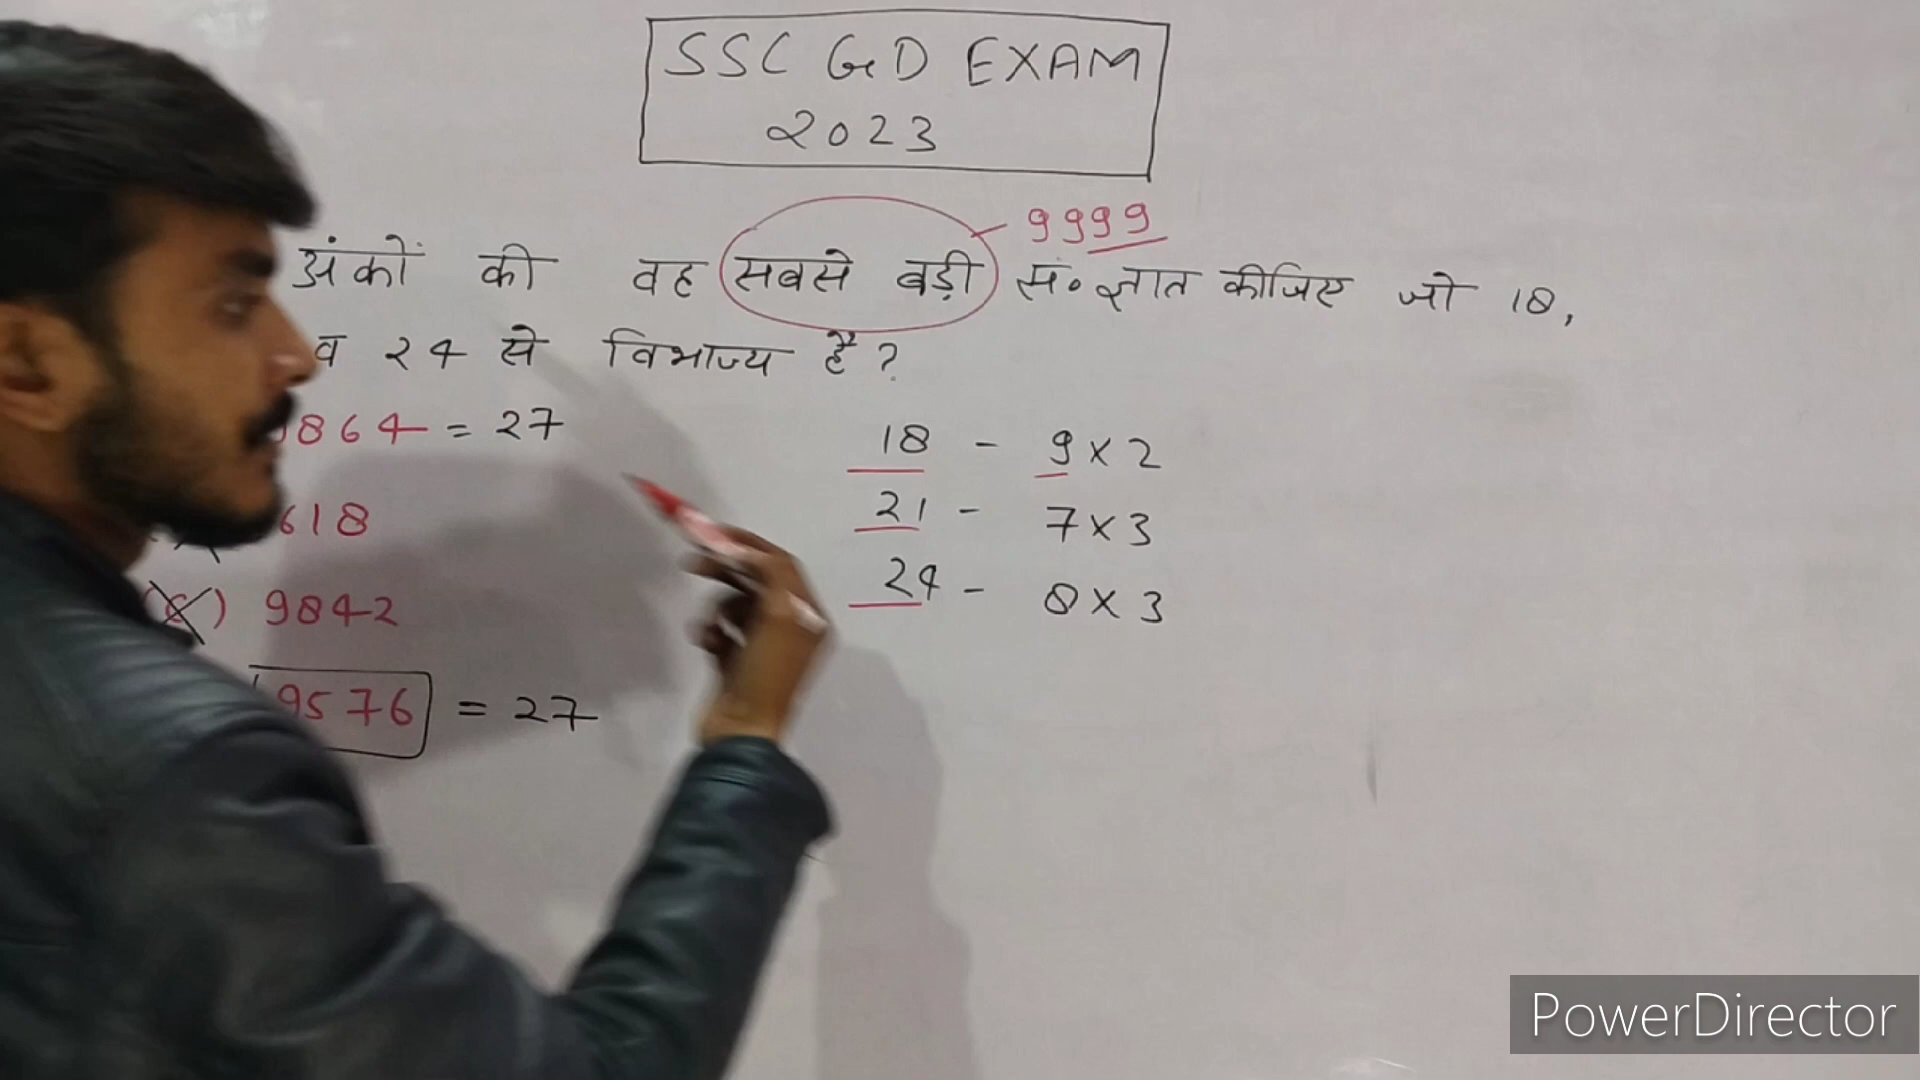 SSC GD EXAM
2023
9999
अंकों की वह सबसे बड़ी सं० ज्ञात कीजिए जो 18,
व 24 से विभाज्य है?
9864 = 27
618
(c) 9842
9576 = 27
18 - 9 × 2
21 - 7 × 3
24 - 8 × 3
PowerDirector